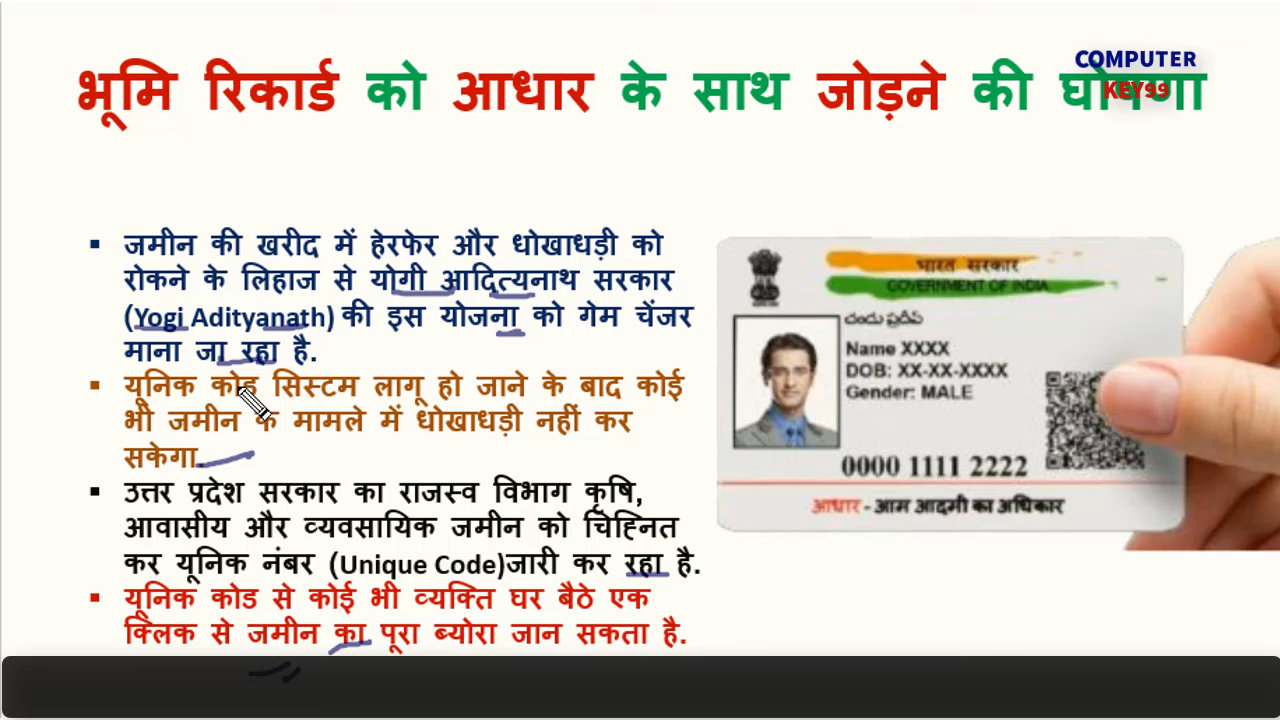 भूमि रिकार्ड को आधार के साथ जोड़ने की घोषणा
COMPUTER
KEY99
▪ जमीन की खरीद में हेरफेर और धोखाधड़ी को
रोकने के लिहाज से योगी आदित्यनाथ सरकार
(Yogi Adityanath) की इस योजना को गेम चेंजर
माना जा रहा है.
▪ यूनिक कोड सिस्टम लागू हो जाने के बाद कोई
भी जमीन के मामले में धोखाधड़ी नहीं कर
सकेगा.
▪ उत्तर प्रदेश सरकार का राजस्व विभाग कृषि,
आवासीय और व्यवसायिक जमीन को चिह्नित
कर यूनिक नंबर (Unique Code)जारी कर रहा है.
▪ यूनिक कोड से कोई भी व्यक्ति घर बैठे एक
क्लिक से जमीन का पूरा ब्योरा जान सकता है.
भारत सरकार
GOVERNMENT OF INDIA
చందు ప్రదీప్
Name XXXX
DOB: XX-XX-XXXX
Gender: MALE
0000 1111 2222
आधार - आम आदमी का अधिकार